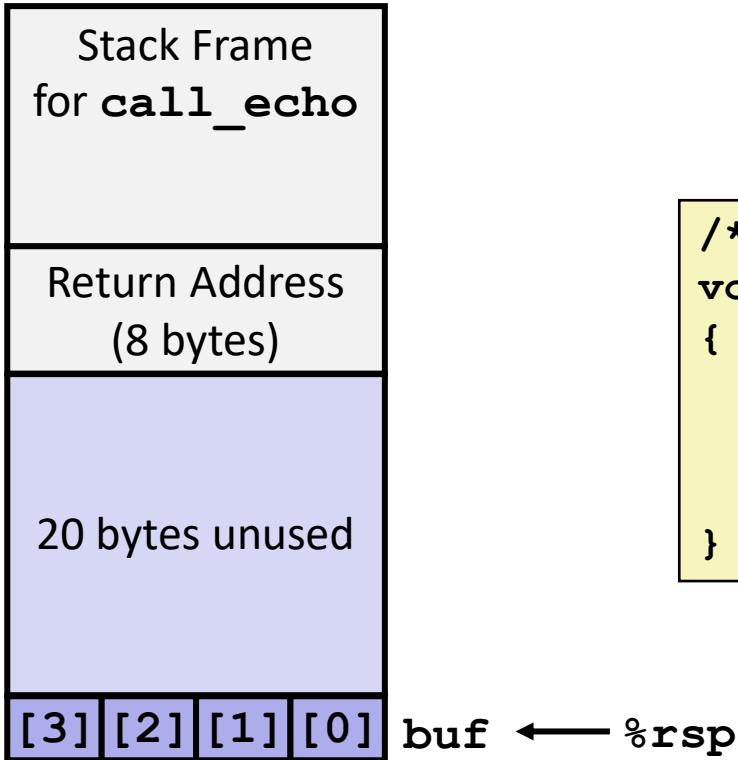 Stack Frame
for call_echo
Return Address
(8 bytes)
20 bytes unused
[3] [2] [1] [0] buf ← %rsp
/*
{
}